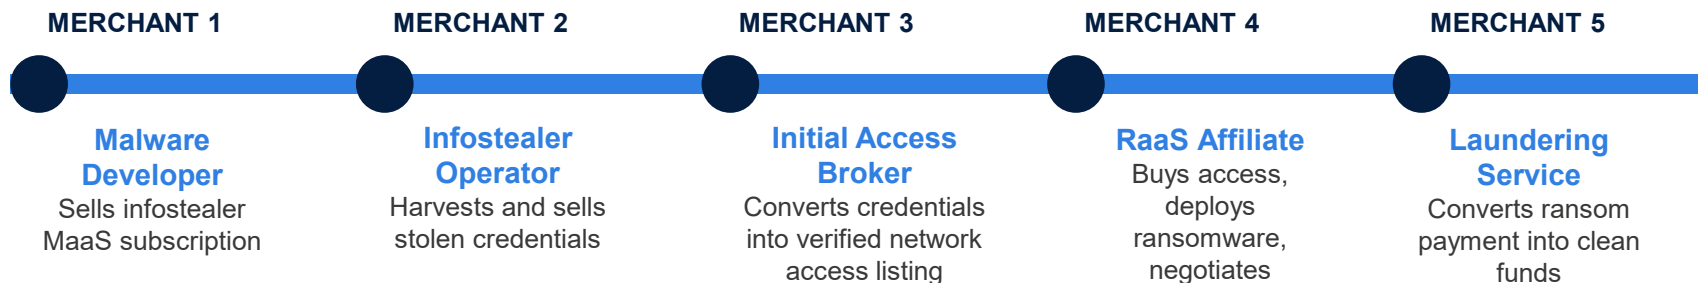 MERCHANT 1
Malware
Developer
Sells infostealer
MaaS subscription
MERCHANT 2
Infostealer
Operator
Harvests and sells
stolen credentials
MERCHANT 3
Initial Access
Broker
Converts credentials
into verified network
access listing
MERCHANT 4
RaaS Affiliate
Buys access,
deploys
ransomware,
negotiates
MERCHANT 5
Laundering
Service
Converts ransom
payment into clean
funds